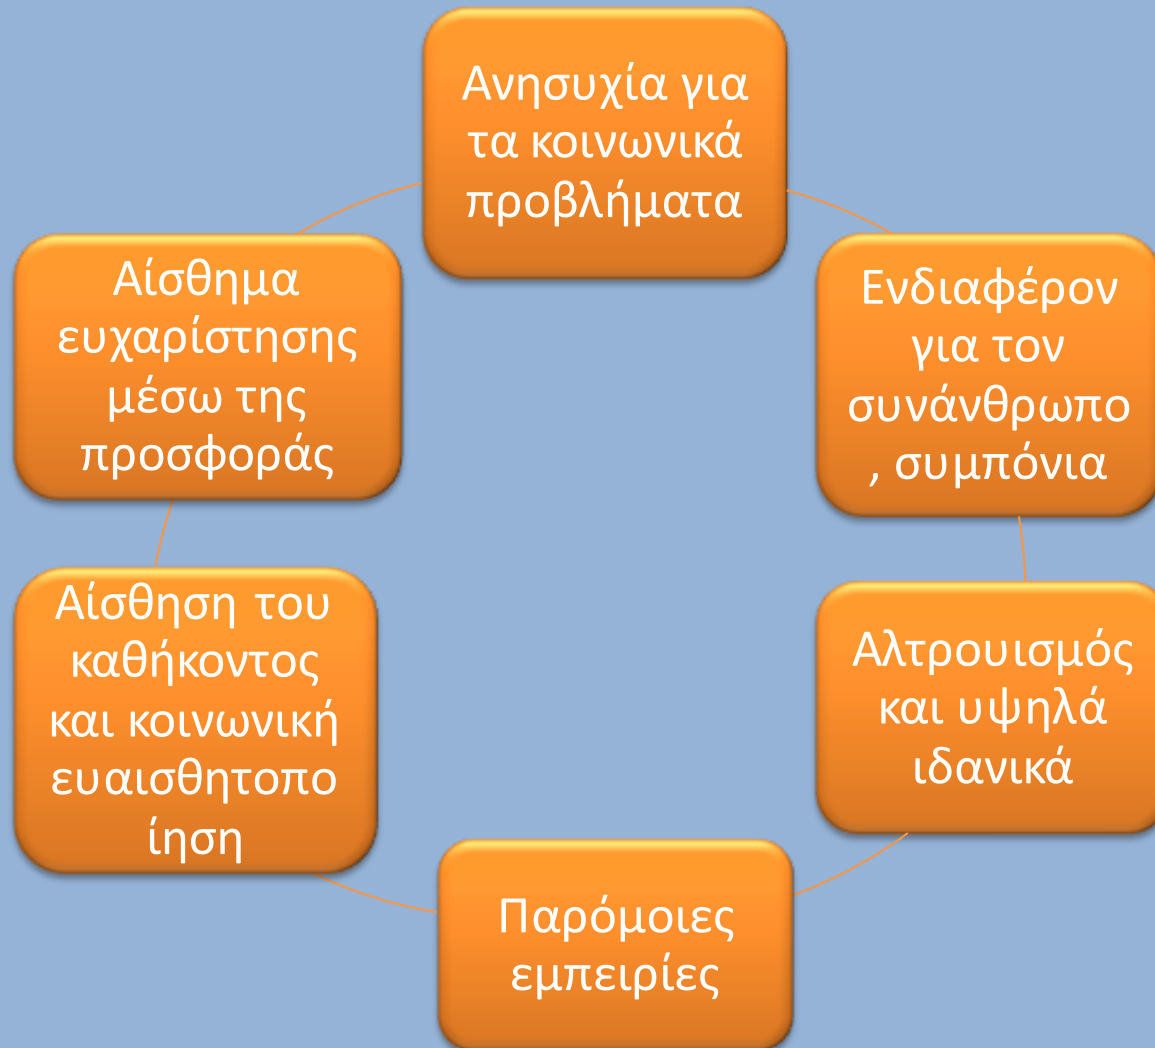 Ανησυχία για
τα κοινωνικά
προβλήματα
Ενδιαφέρον
για τον
συνάνθρωπο
, συμπόνια
Αλτρουισμός
και υψηλά
ιδανικά
Παρόμοιες
εμπειρίες
Αίσθηση του
καθήκοντος
και κοινωνική
ευαισθητοπο
ίηση
Αίσθημα
ευχαρίστησης
μέσω της
προσφοράς